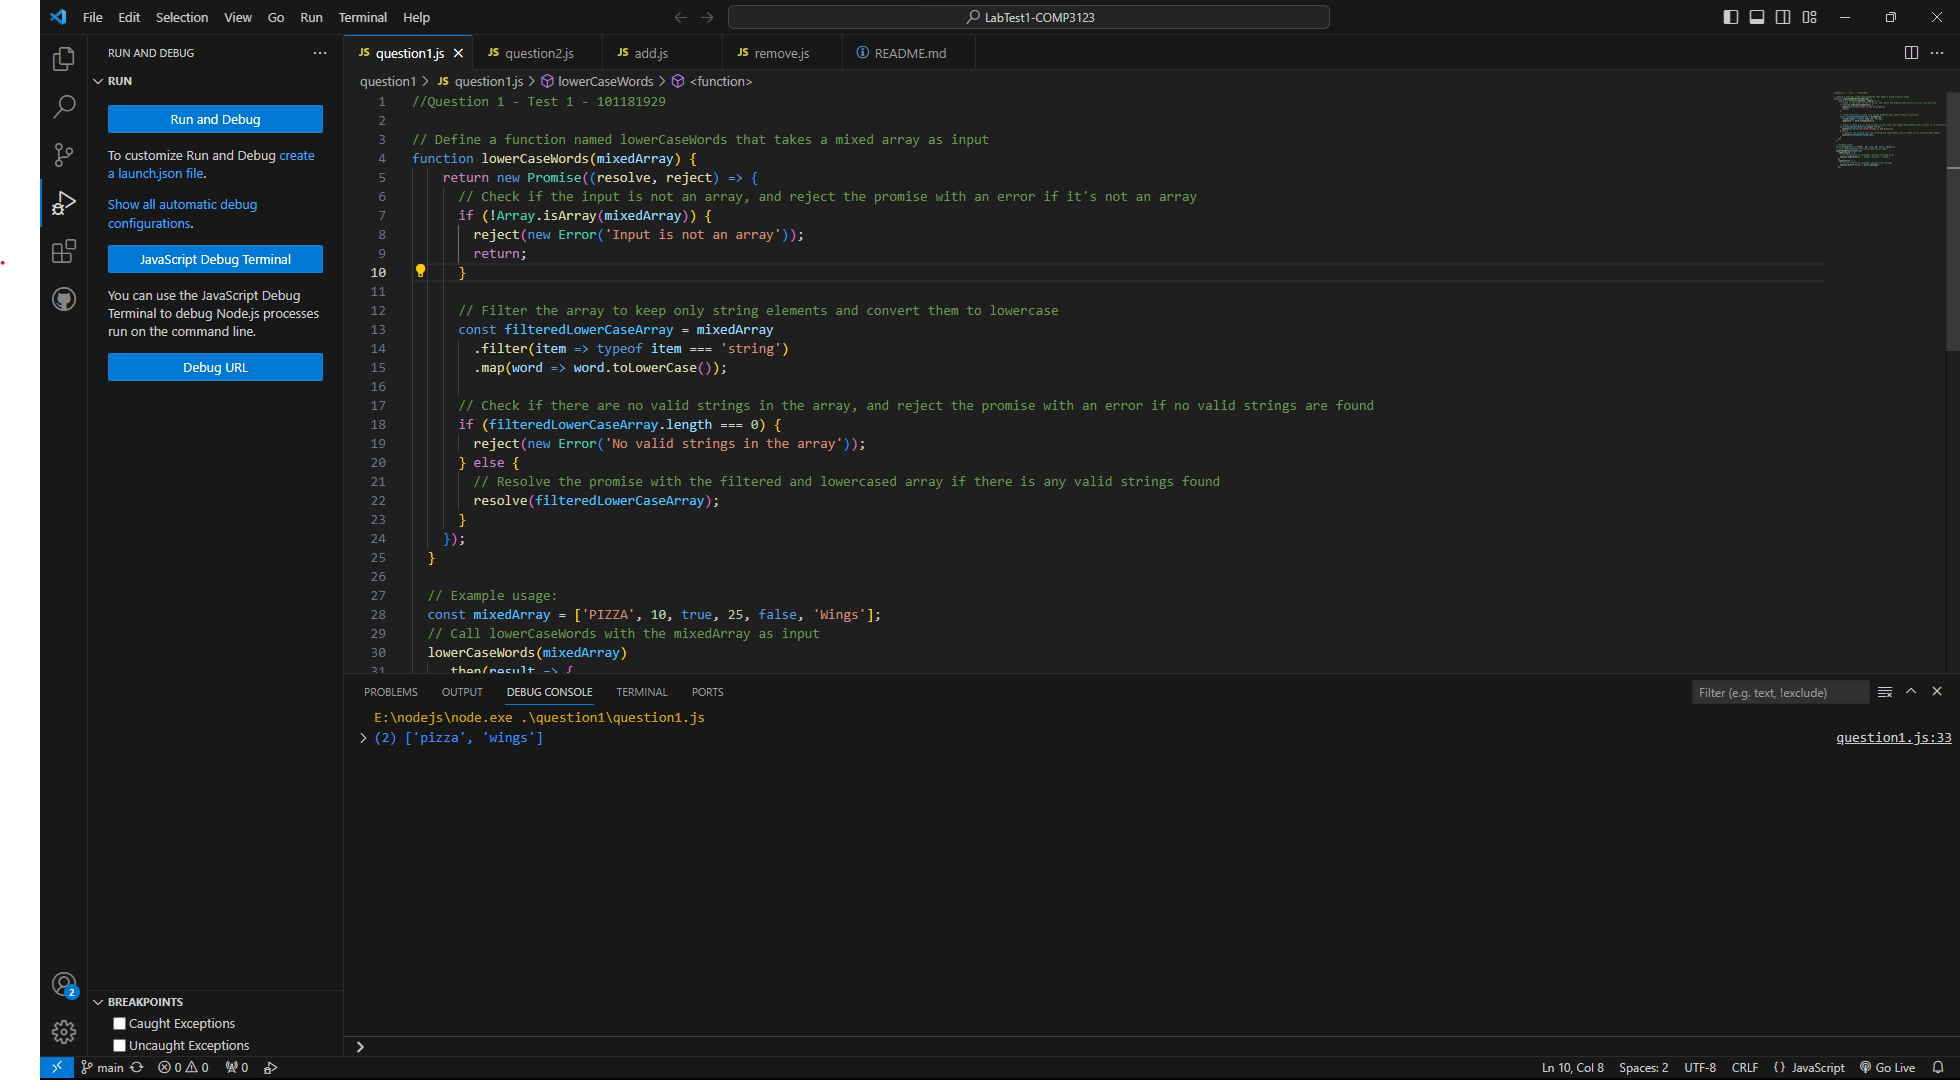 File Edit Selection View Go Run Terminal Help
LabTest1-COMP3123
RUN AND DEBUG
RUN
Run and Debug
To customize Run and Debug create
a launch.json file.
Show all automatic debug
configurations.
JavaScript Debug Terminal
You can use the JavaScript Debug
Terminal to debug Node.js processes
run on the command line.
Debug URL
BREAKPOINTS
Caught Exceptions
Uncaught Exceptions
2
JS question1.js JS question2.js JS add.js JS remove.js README.md
question1 > JS question1.js > lowerCaseWords > <function>
1 //Question 1 - Test 1 - 101181929
2
3 // Define a function named lowerCaseWords that takes a mixed array as input
4 function lowerCaseWords(mixedArray) {
5 return new Promise((resolve, reject) => {
6 // Check if the input is not an array, and reject the promise with an error if it's not an array
7 if (!Array.isArray(mixedArray)) {
8 reject(new Error('Input is not an array'));
9 return;
10 }
11
12 // Filter the array to keep only string elements and convert them to lowercase
13 const filteredLowerCaseArray = mixedArray
14 .filter(item => typeof item === 'string')
15 .map(word => word.toLowerCase());
16
17 // Check if there are no valid strings in the array, and reject the promise with an error if no valid strings are found
18 if (filteredLowerCaseArray.length === 0) {
19 reject(new Error('No valid strings in the array'));
20 } else {
21 // Resolve the promise with the filtered and lowercased array if there is any valid strings found
22 resolve(filteredLowerCaseArray);
23 }
24 });
25 }
26
27 // Example usage:
28 const mixedArray = ['PIZZA', 10, true, 25, false, 'Wings'];
29 // Call lowerCaseWords with the mixedArray as input
30 lowerCaseWords(mixedArray)
31 .then(result => {
PROBLEMS OUTPUT DEBUG CONSOLE TERMINAL PORTS
Filter (e.g. text, !exclude)
E:\nodejs\node.exe .\question1\question1.js
> (2) ['pizza', 'wings']
question1.js:33
>
main 0 0 0
Ln 10, Col 8 Spaces: 2 UTF-8 CRLF {} JavaScript Go Live